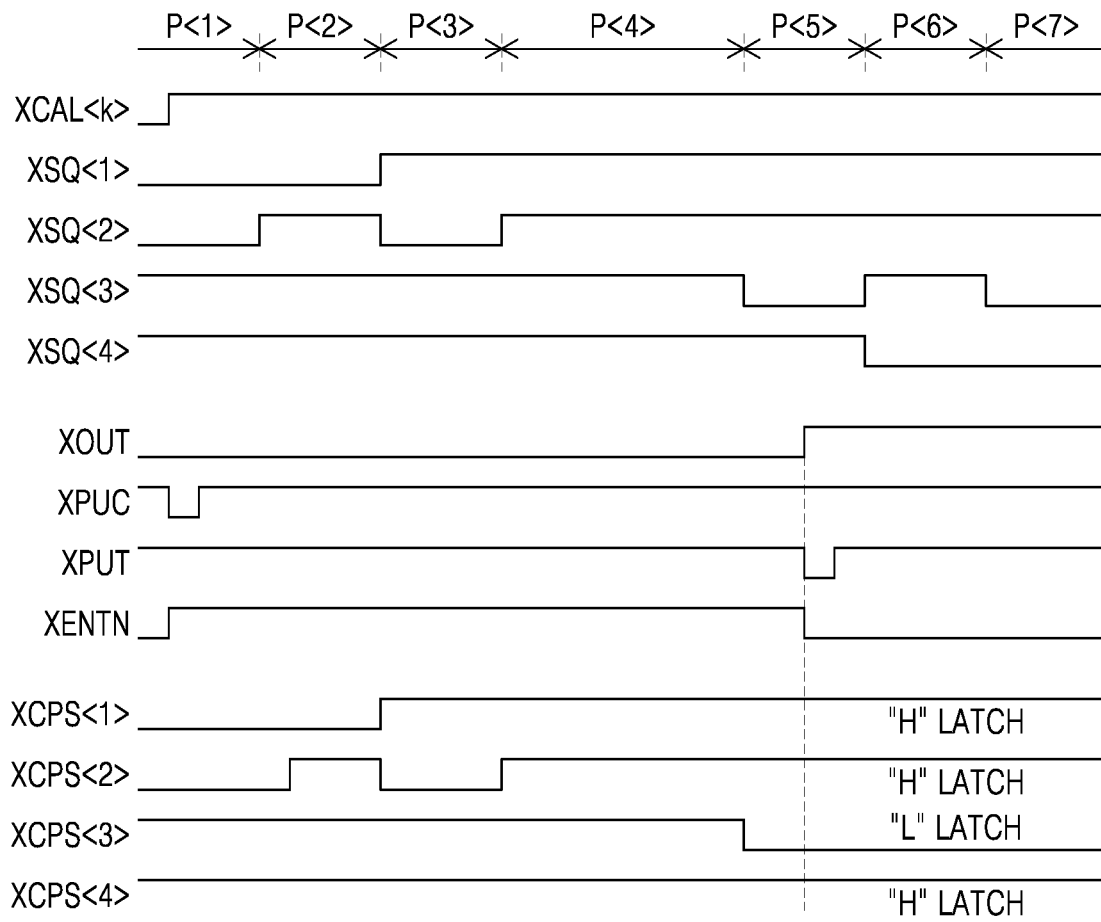 P<1> P<2> P<3> P<4> P<5> P<6> P<7>
XCAL<k>
XSQ<1>
XSQ<2>
XSQ<3>
XSQ<4>
XOUT
XPUC
XPUT
XENTN
XCPS<1>
"H" LATCH
XCPS<2>
"H" LATCH
XCPS<3>
"L" LATCH
XCPS<4>
"H" LATCH